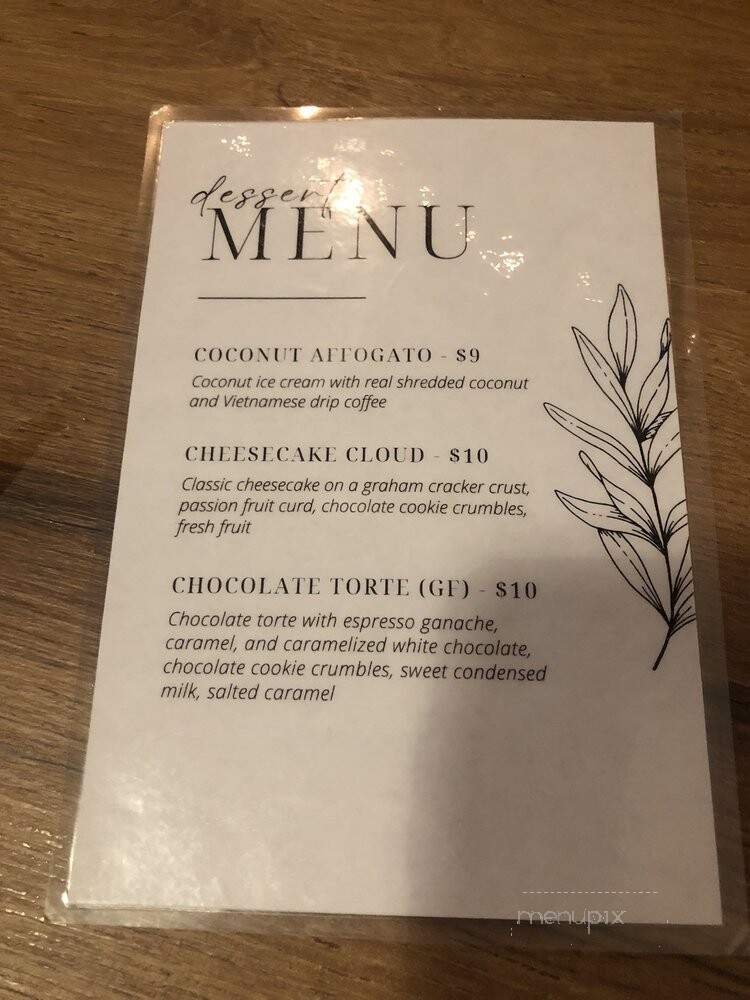 dessert
MENU
COCONUT AFFOGATO - $9
Coconut ice cream with real shredded coconut
and Vietnamese drip coffee
CHEESECAKE CLOUD - $10
Classic cheesecake on a graham cracker crust,
passion fruit curd, chocolate cookie crumbles,
fresh fruit
CHOCOLATE TORTE (GF) - $10
Chocolate torte with espresso ganache,
caramel, and caramelized white chocolate,
chocolate cookie crumbles, sweet condensed
milk, salted caramel
menupix